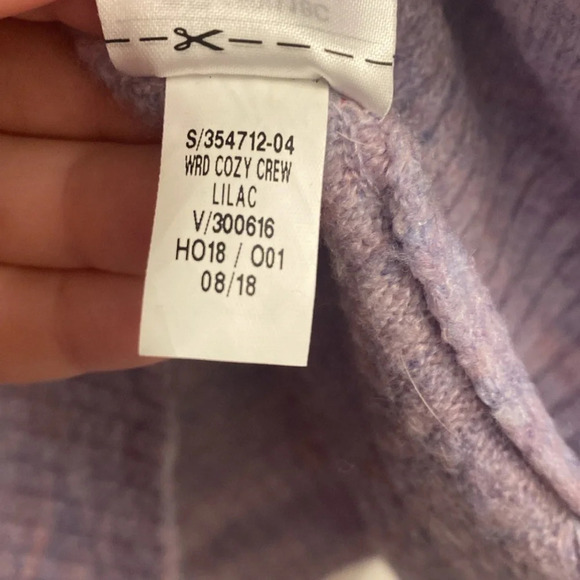 S/354712-04
WRD COZY CREW
LILAC
V/300616
HO18 / O01
08/18